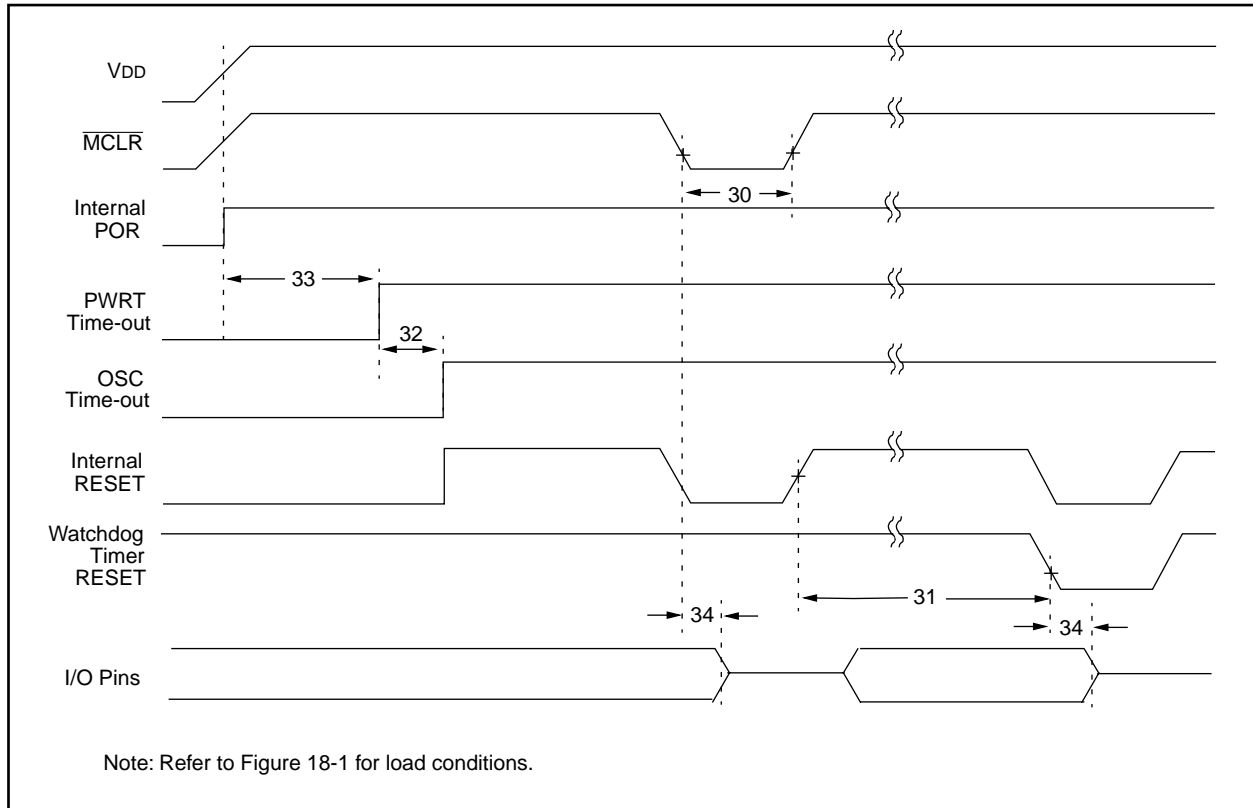 VDD
MCLR
30
Internal
POR
33
PWRT
Time-out
32
OSC
Time-out
Internal
RESET
Watchdog
Timer
RESET
31
34
34
I/O Pins
Note: Refer to Figure 18-1 for load conditions.